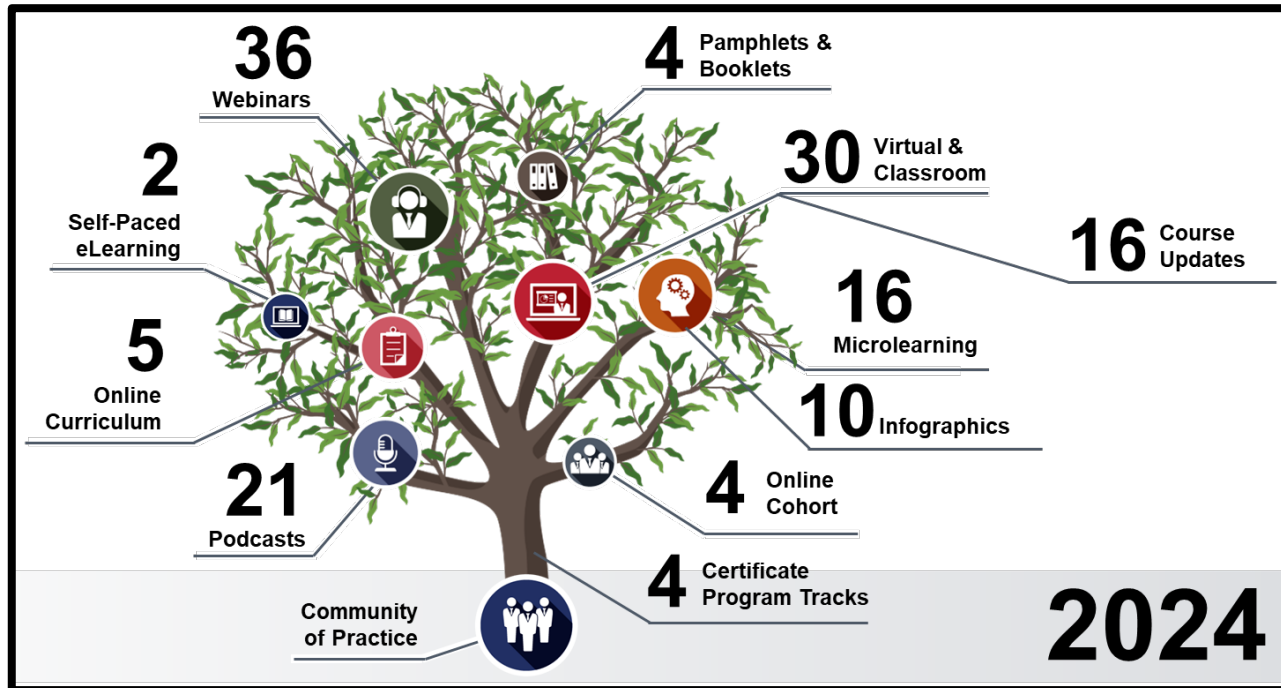 36
Webinars
4
Pamphlets &
Booklets
30
Virtual &
Classroom
16
Course
Updates
2
Self-Paced
eLearning
16
Microlearning
5
Online
Curriculum
10
Infographics
21
Podcasts
4
Online
Cohort
4
Certificate
Program Tracks
Community
of Practice
2024